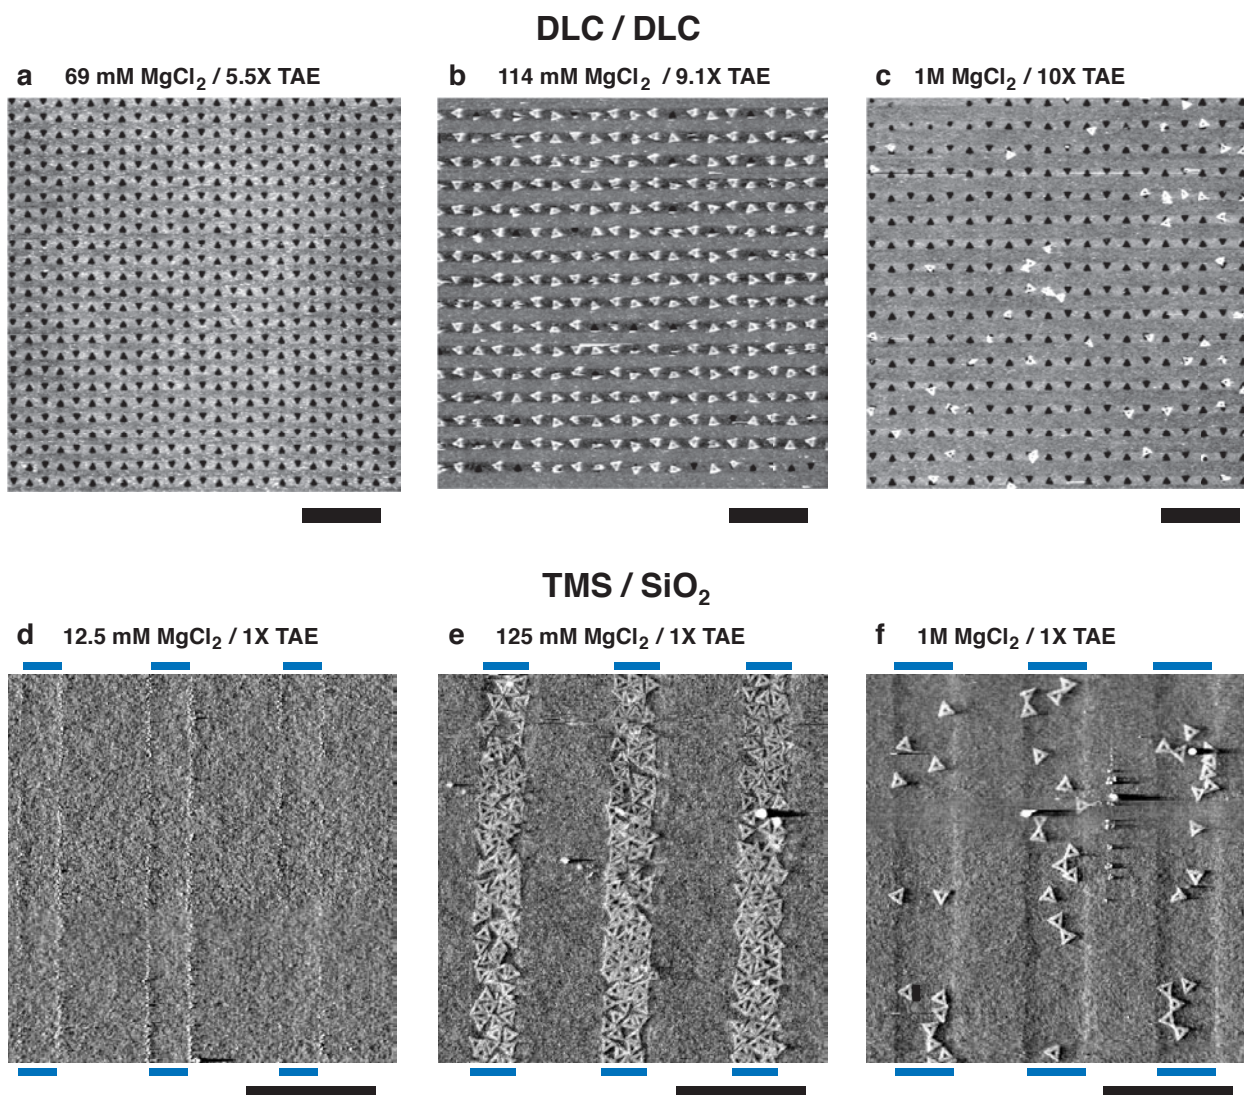 DLC / DLC
a 69 mM MgCl₂ / 5.5X TAE
b 114 mM MgCl₂ / 9.1X TAE
c 1M MgCl₂ / 10X TAE
TMS / SiO₂
d 12.5 mM MgCl₂ / 1X TAE
e 125 mM MgCl₂ / 1X TAE
f 1M MgCl₂ / 1X TAE